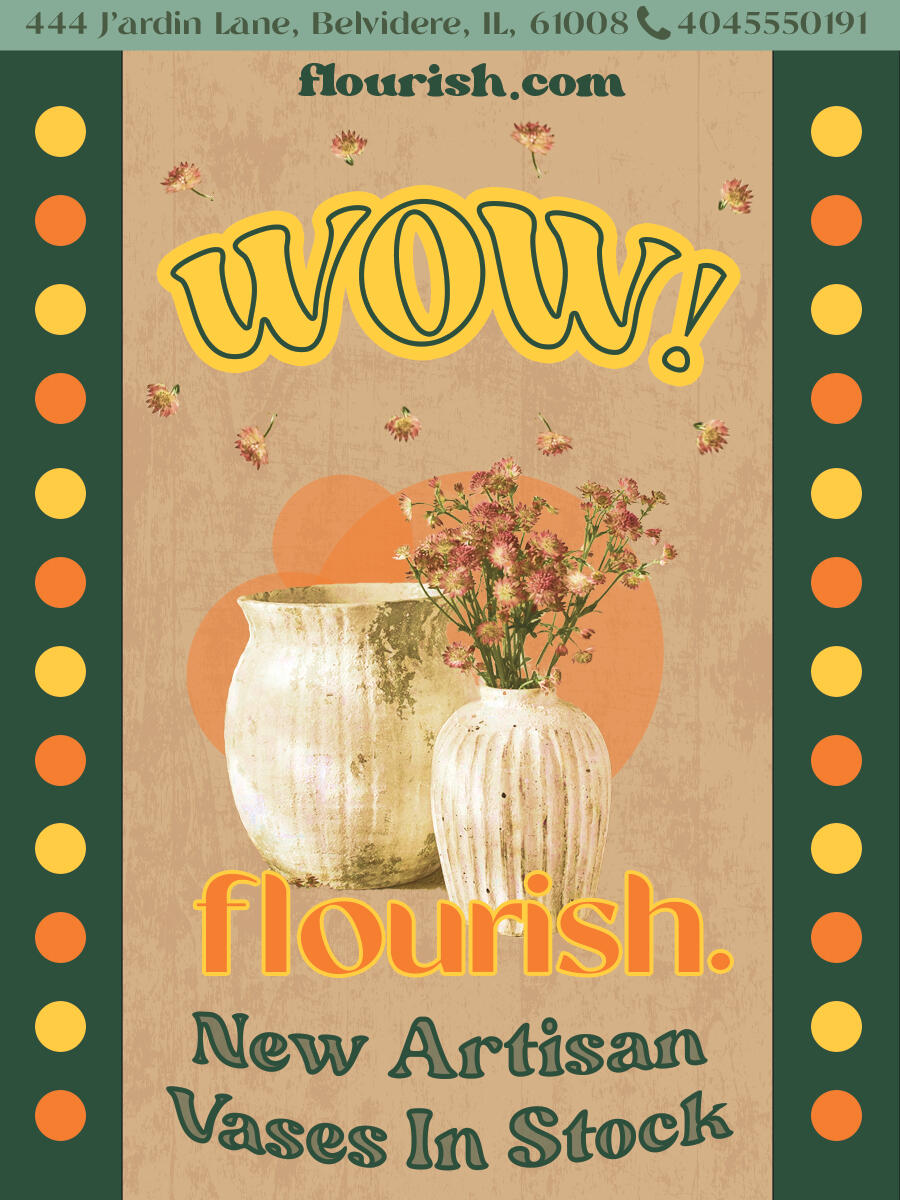 444 J'ardin Lane, Belvidere, IL, 61008 4045550191
flourish.com
WOW!
flourish.
New Artisan
Vases In Stock